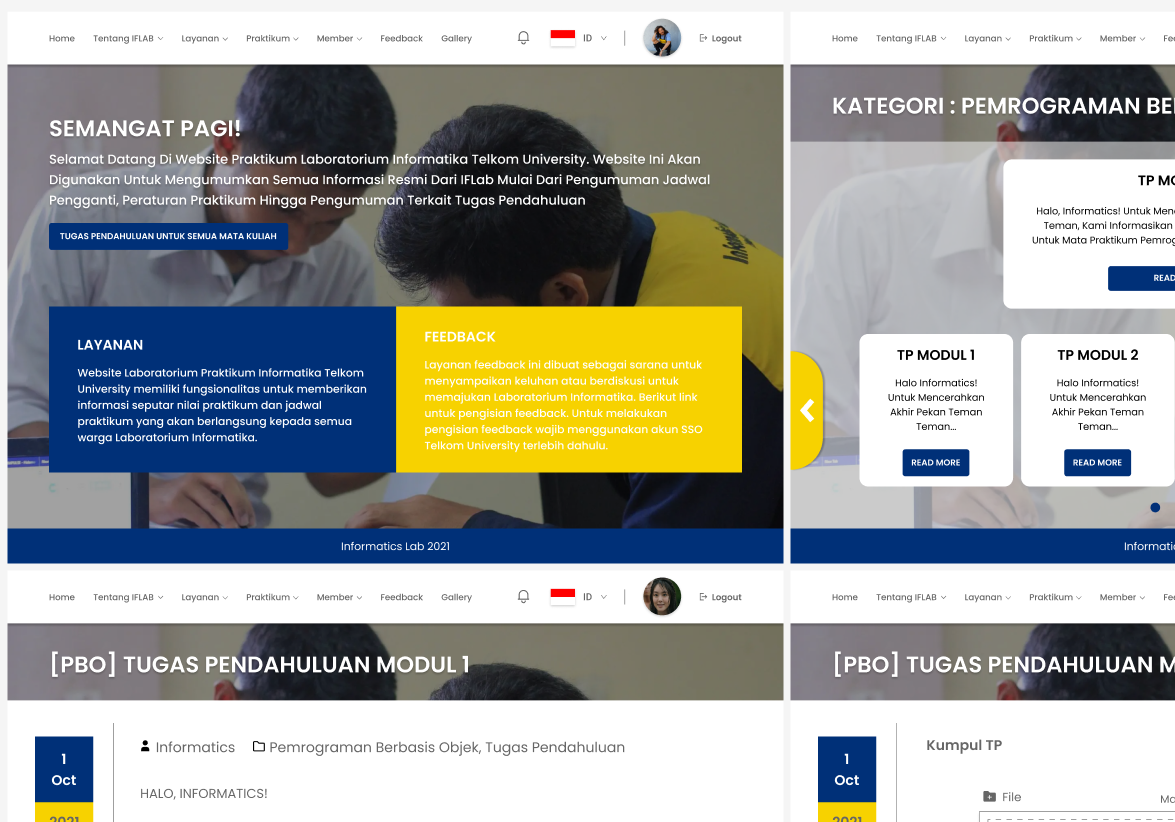 Home Tentang IFLAB Layanan Praktikum Member Feedback Gallery ID Logout
SEMANGAT PAGI!
Selamat Datang Di Website Praktikum Laboratorium Informatika Telkom University. Website Ini Akan
Digunakan Untuk Mengumumkan Semua Informasi Resmi Dari IFLab Mulai Dari Pengumuman Jadwal
Pengganti, Peraturan Praktikum Hingga Pengumuman Terkait Tugas Pendahuluan
TUGAS PENDAHULUAN UNTUK SEMUA MATA KULIAH
LAYANAN
Website Laboratorium Praktikum Informatika Telkom
University memiliki fungsionalitas untuk memberikan
informasi seputar nilai praktikum dan jadwal
praktikum yang akan berlangsung kepada semua
warga Laboratorium Informatika.
FEEDBACK
Layanan feedback ini dibuat sebagai sarana untuk
menyampaikan keluhan atau berdiskusi untuk
memajukan Laboratorium Informatika. Berikut link
untuk pengisian feedback. Untuk melakukan
pengisian feedback wajib menggunakan akun SSO
Telkom University terlebih dahulu.
Informatics Lab 2021
Home Tentang IFLAB Layanan Praktikum Member Fe
KATEGORI : PEMROGRAMAN BE
TP MO
Halo, Informatics! Untuk Menc
Teman, Kami Informasikan
Untuk Mata Praktikum Pemrog
READ
TP MODUL 1
Halo Informatics!
Untuk Mencerahkan
Akhir Pekan Teman
Teman...
READ MORE
TP MODUL 2
Halo Informatics!
Untuk Mencerahkan
Akhir Pekan Teman
Teman...
READ MORE
Informatic
Home Tentang IFLAB Layanan Praktikum Member Feedback Gallery ID Logout
[PBO] TUGAS PENDAHULUAN MODUL 1
1
Oct
2021
Informatics Pemrograman Berbasis Objek, Tugas Pendahuluan
HALO, INFORMATICS!
Home Tentang IFLAB Layanan Praktikum Member Fe
[PBO] TUGAS PENDAHULUAN M
1
Oct
2021
Kumpul TP
File Ma